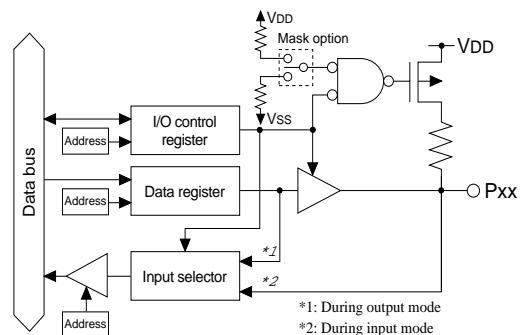 VDD
Mask option
VDD
VSS
I/O control
register
Address
Data bus
Data register
Address
Pxx
*1
Input selector
*2
Address
*1: During output mode
*2: During input mode